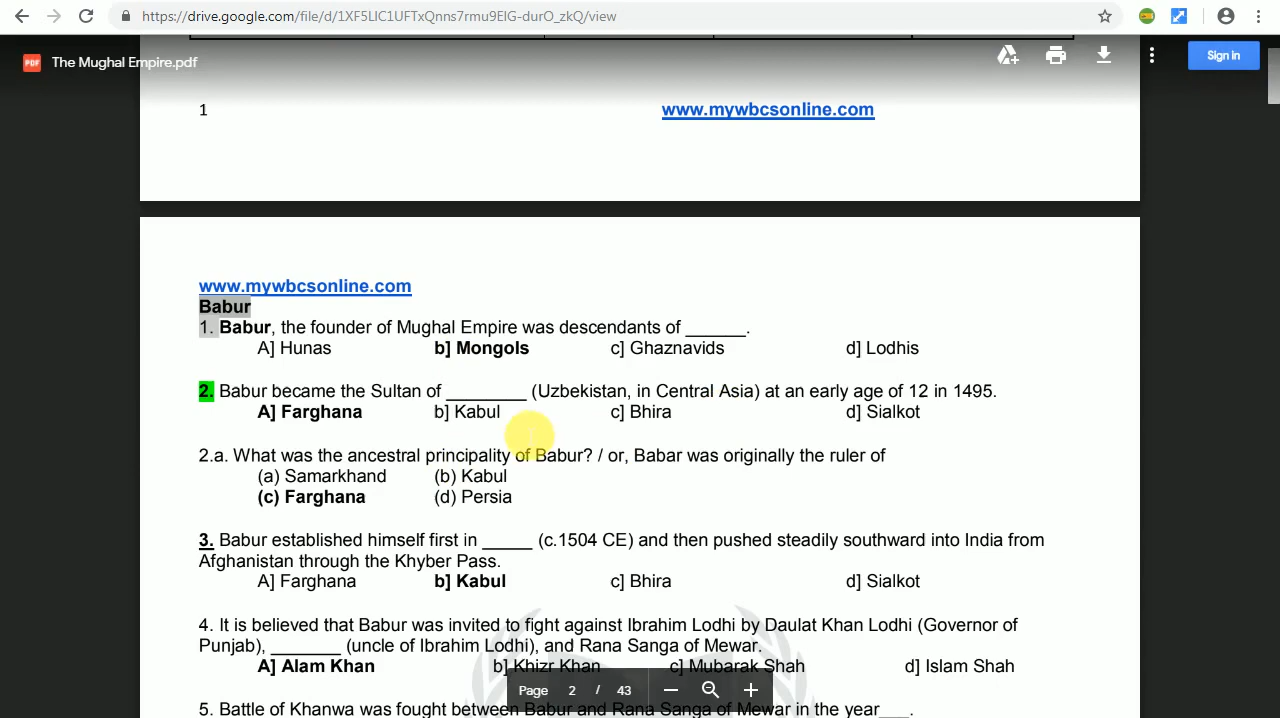 https://drive.google.com/file/d/1XF5LIC1UFTxQnns7rmu9EIG-durO_zkQ/view
PDF The Mughal Empire.pdf
Sign in
1 www.mywbcsonline.com
www.mywbcsonline.com
Babur
1. Babur, the founder of Mughal Empire was descendants of ______.
A] Hunas b] Mongols c] Ghaznavids d] Lodhis
2. Babur became the Sultan of ________ (Uzbekistan, in Central Asia) at an early age of 12 in 1495.
A] Farghana b] Kabul c] Bhira d] Sialkot
2.a. What was the ancestral principality of Babur? / or, Babar was originally the ruler of
(a) Samarkhand (b) Kabul
(c) Farghana (d) Persia
3. Babur established himself first in _____ (c.1504 CE) and then pushed steadily southward into India from
Afghanistan through the Khyber Pass.
A] Farghana b] Kabul c] Bhira d] Sialkot
4. It is believed that Babur was invited to fight against Ibrahim Lodhi by Daulat Khan Lodhi (Governor of
Punjab), _______ (uncle of Ibrahim Lodhi), and Rana Sanga of Mewar.
A] Alam Khan b] Khizr Khan c] Mubarak Shah d] Islam Shah
Page 2 / 43
5. Battle of Khanwa was fought between Babur and Rana Sanga of Mewar in the year___.